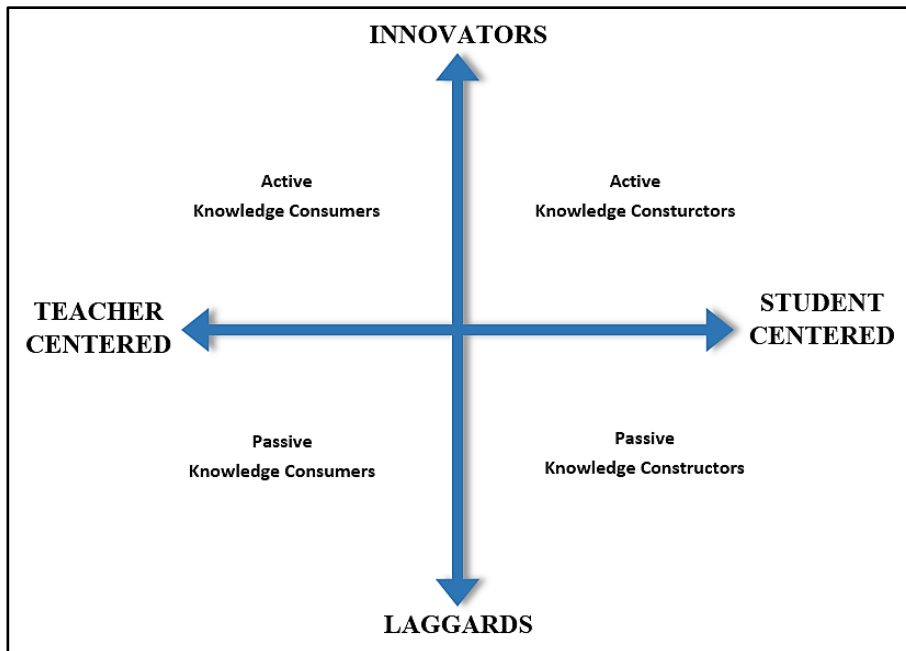 INNOVATORS
Active
Knowledge Consumers
Active
Knowledge Consturctors
TEACHER
CENTERED
STUDENT
CENTERED
Passive
Knowledge Consumers
Passive
Knowledge Constructors
LAGGARDS